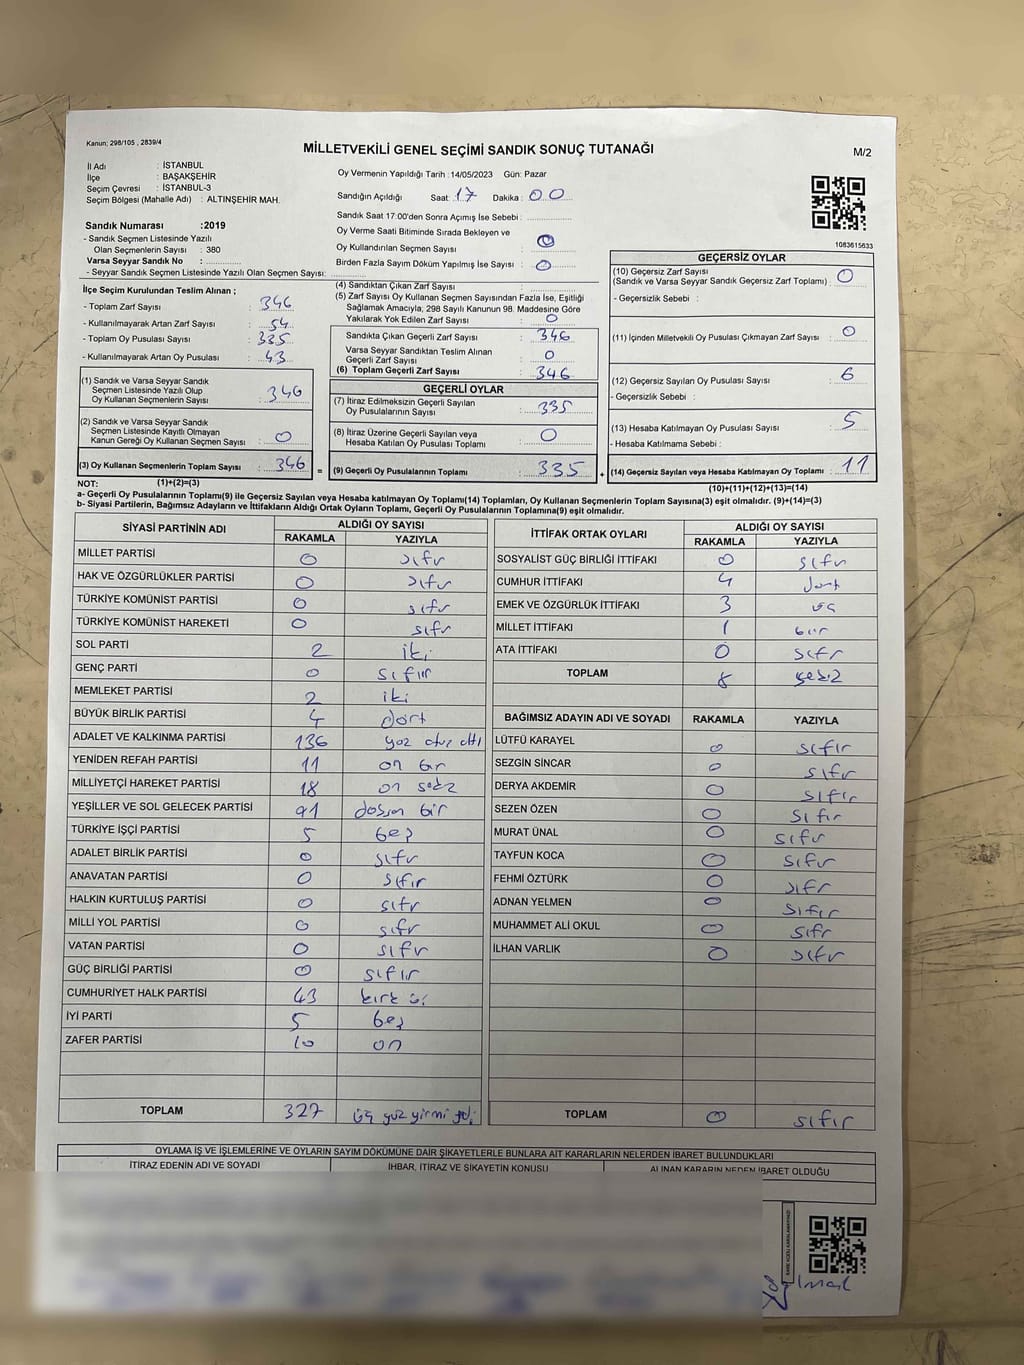 Kanun; 298/105 , 2839/4
MİLLETVEKİLİ GENEL SEÇİMİ SANDIK SONUÇ TUTANAĞI
M/2
İl Adı : İSTANBUL
İlçe : BAŞAKŞEHİR
Seçim Çevresi : İSTANBUL-3
Seçim Bölgesi (Mahalle Adı) : ALTINŞEHİR MAH.
Sandık Numarası :2019
- Sandık Seçmen Listesinde Yazılı
Olan Seçmenlerin Sayısı : 380
Varsa Seyyar Sandık No :
- Seyyar Sandık Seçmen Listesinde Yazılı Olan Seçmen Sayısı:
Oy Vermenin Yapıldığı Tarih :14/05/2023 Gün: Pazar
Sandığın Açıldığı Saat: 17 Dakika : 00
Sandık Saat 17:00'den Sonra Açımış İse Sebebi :
Oy Verme Saati Bitiminde Sırada Bekleyen ve
Oy Kullandırılan Seçmen Sayısı : 0
Birden Fazla Sayım Döküm Yapılmış İse Sayısı : 0
1083615633
İlçe Seçim Kurulundan Teslim Alınan ;
- Toplam Zarf Sayısı : 346
- Kullanılmayarak Artan Zarf Sayısı : 54
- Toplam Oy Pusulası Sayısı : 335
- Kullanılmayarak Artan Oy Pusulası : 43
(1) Sandık ve Varsa Seyyar Sandık
Seçmen Listesinde Yazılı Olup
Oy Kullanan Seçmenlerin Sayısı : 346
(2) Sandık ve Varsa Seyyar Sandık
Seçmen Listesinde Kayıtlı Olmayan
Kanun Gereği Oy Kullanan Seçmen Sayısı : 0
(3) Oy Kullanan Seçmenlerin Toplam Sayısı : 346 =
(4) Sandıktan Çıkan Zarf Sayısı :
(5) Zarf Sayısı Oy Kullanan Seçmen Sayısından Fazla İse, Eşitliği
Sağlamak Amacıyla, 298 Sayılı Kanunun 98. Maddesine Göre
Yakılarak Yok Edilen Zarf Sayısı : 0
Sandıkta Çıkan Geçerli Zarf Sayısı : 346
Varsa Seyyar Sandıktan Teslim Alınan
Geçerli Zarf Sayısı : 0
(6) Toplam Geçerli Zarf Sayısı : 346
GEÇERLİ OYLAR
(7) İtiraz Edilmeksizin Geçerli Sayılan
Oy Pusulalarının Sayısı : 335
(8) İtiraz Üzerine Geçerli Sayılan veya
Hesaba Katılan Oy Pusulası Toplamı : 0
(9) Geçerli Oy Pusulalarının Toplamı : 335 +
GEÇERSİZ OYLAR
(10) Geçersiz Zarf Sayısı
(Sandık ve Varsa Seyyar Sandık Geçersiz Zarf Toplamı) : 0
- Geçersizlik Sebebi :
(11) İçinden Milletvekili Oy Pusulası Çıkmayan Zarf Sayısı : 0
(12) Geçersiz Sayılan Oy Pusulası Sayısı : 6
- Geçersizlik Sebebi :
(13) Hesaba Katılmayan Oy Pusulası Sayısı : 5
- Hesaba Katılmama Sebebi :
(14) Geçersiz Sayılan veya Hesaba Katılmayan Oy Toplamı : 11
NOT: (1)+(2)=(3)
(10)+(11)+(12)+(13)=(14)
a- Geçerli Oy Pusulalarının Toplamı(9) ile Geçersiz Sayılan veya Hesaba katılmayan Oy Toplamı(14) Toplamları, Oy Kullanan Seçmenlerin Toplam Sayısına(3) eşit olmalıdır. (9)+(14)=(3)
b- Siyasi Partilerin, Bağımsız Adayların ve İttifakların Aldığı Ortak Oyların Toplamı, Geçerli Oy Pusulalarının Toplamına(9) eşit olmalıdır.
SİYASİ PARTİNİN ADI ALDIĞI OY SAYISI
RAKAMLA YAZIYLA
MİLLET PARTİSİ 0 sıfır
HAK VE ÖZGÜRLÜKLER PARTİSİ 0 sıfır
TÜRKİYE KOMÜNİST PARTİSİ 0 sıfır
TÜRKİYE KOMÜNİST HAREKETİ 0 sıfır
SOL PARTİ 2 iki
GENÇ PARTİ 0 sıfır
MEMLEKET PARTİSİ 2 iki
BÜYÜK BİRLİK PARTİSİ 4 dört
ADALET VE KALKINMA PARTİSİ 136 yüz otuz altı
YENİDEN REFAH PARTİSİ 11 on bir
MİLLİYETÇİ HAREKET PARTİSİ 18 on sekiz
YEŞİLLER VE SOL GELECEK PARTİSİ 91 doksan bir
TÜRKİYE İŞÇİ PARTİSİ 5 beş
ADALET BİRLİK PARTİSİ 0 sıfır
ANAVATAN PARTİSİ 0 sıfır
HALKIN KURTULUŞ PARTİSİ 0 sıfır
MİLLİ YOL PARTİSİ 0 sıfır
VATAN PARTİSİ 0 sıfır
GÜÇ BİRLİĞİ PARTİSİ 0 sıfır
CUMHURİYET HALK PARTİSİ 43 kırk üç
İYİ PARTİ 5 beş
ZAFER PARTİSİ 10 on
TOPLAM 327 üç yüz yirmi yedi
İTTİFAK ORTAK OYLARI ALDIĞI OY SAYISI
RAKAMLA YAZIYLA
SOSYALİST GÜÇ BİRLİĞİ İTTİFAKI 0 sıfır
CUMHUR İTTİFAKI 4 dört
EMEK VE ÖZGÜRLÜK İTTİFAKI 3 üç
MİLLET İTTİFAKI 1 bir
ATA İTTİFAKI 0 sıfır
TOPLAM 8 sekiz
BAĞIMSIZ ADAYIN ADI VE SOYADI RAKAMLA YAZIYLA
LÜTFÜ KARAYEL 0 sıfır
SEZGİN SİNCAR 0 sıfır
DERYA AKDEMİR 0 sıfır
SEZEN ÖZEN 0 sıfır
MURAT ÜNAL 0 sıfır
TAYFUN KOCA 0 sıfır
FEHMİ ÖZTÜRK 0 sıfır
ADNAN YELMEN 0 sıfır
MUHAMMET ALİ OKUL 0 sıfır
İLHAN VARLIK 0 sıfır
TOPLAM 0 sıfır
OYLAMA İŞ VE İŞLEMLERİNE VE OYLARIN SAYIM DÖKÜMÜNE DAİR ŞİKAYETLERLE BUNLARA AİT KARARLARIN NELERDEN İBARET BULUNDUKLARI
İTİRAZ EDENİN ADI VE SOYADI İHBAR, İTİRAZ VE ŞİKAYETİN KONUSU ALINAN KARARIN NEDEN İBARET OLDUĞU